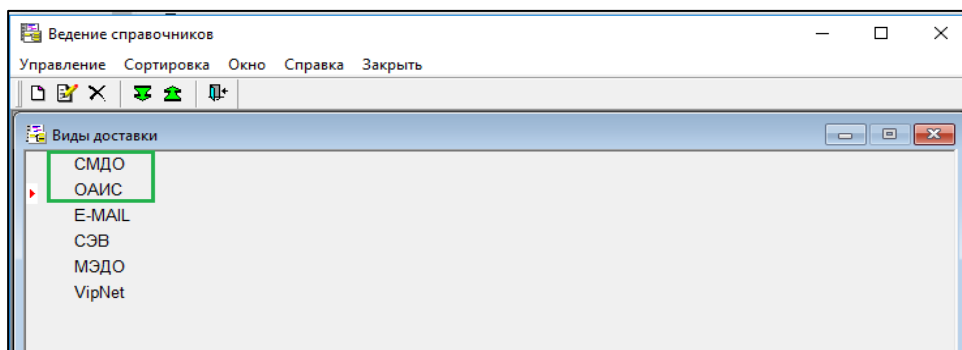 Ведение справочников
Управление Сортировка Окно Справка Закрыть
Виды доставки
СМДО
ОАИС
E-MAIL
СЭВ
МЭДО
VipNet